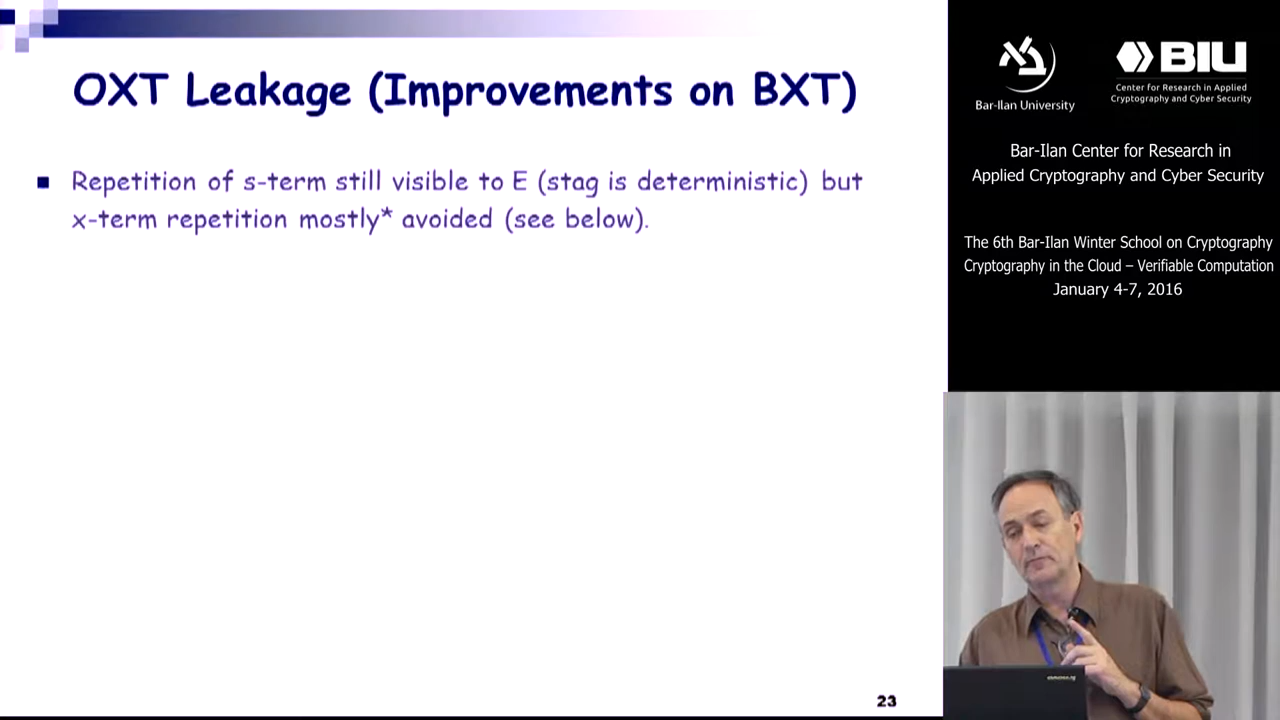 OXT Leakage (Improvements on BXT)
Repetition of s-term still visible to E (stag is deterministic) but
x-term repetition mostly* avoided (see below).
23
Bar-Ilan University
BIU
Center for Research in Applied
Cryptography and Cyber Security
Bar-Ilan Center for Research in
Applied Cryptography and Cyber Security
The 6th Bar-Ilan Winter School on Cryptography
Cryptography in the Cloud – Verifiable Computation
January 4-7, 2016